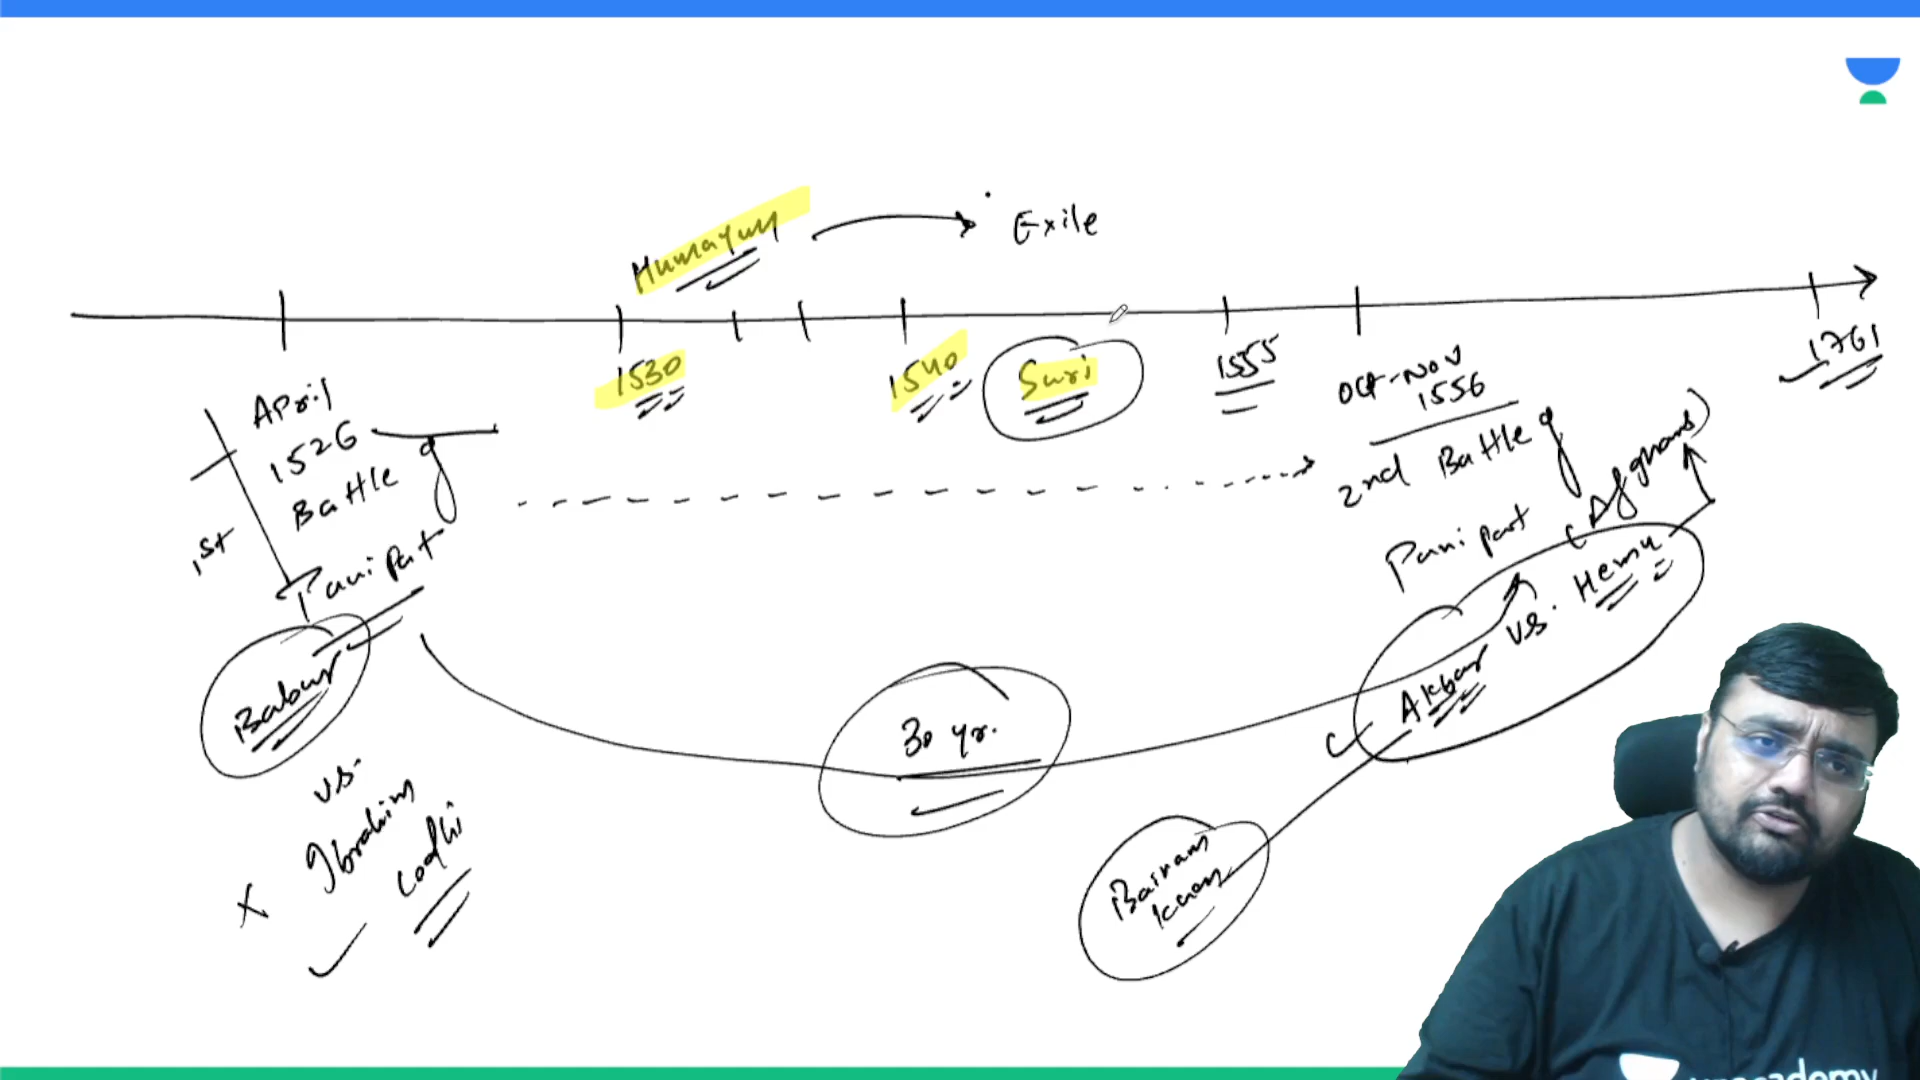 Humayun
Exile
1530
1540
Suri
1555
Oct-Nov
1556
1761
April
1526
Battle of
Panipat
1st
2nd Battle of
Panipat
(Afghans)
Babur
vs.
Ibrahim
Lodhi
X
30 yr.
Akbar vs. Hemu
Bairam
Khan